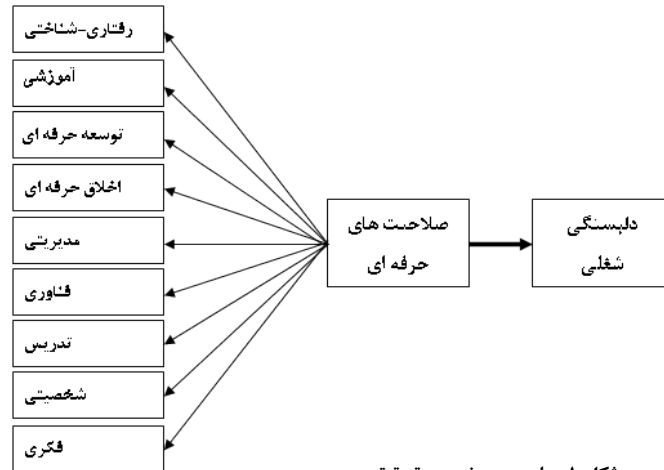 رفتاری-شناختی
آموزشی
توسعه حرفه ای
اخلاق حرفه ای
مدیریتی
فناوری
تدریس
شخصیتی
فکری
صلاحیت های
حرفه ای
دلبستگی
شغلی